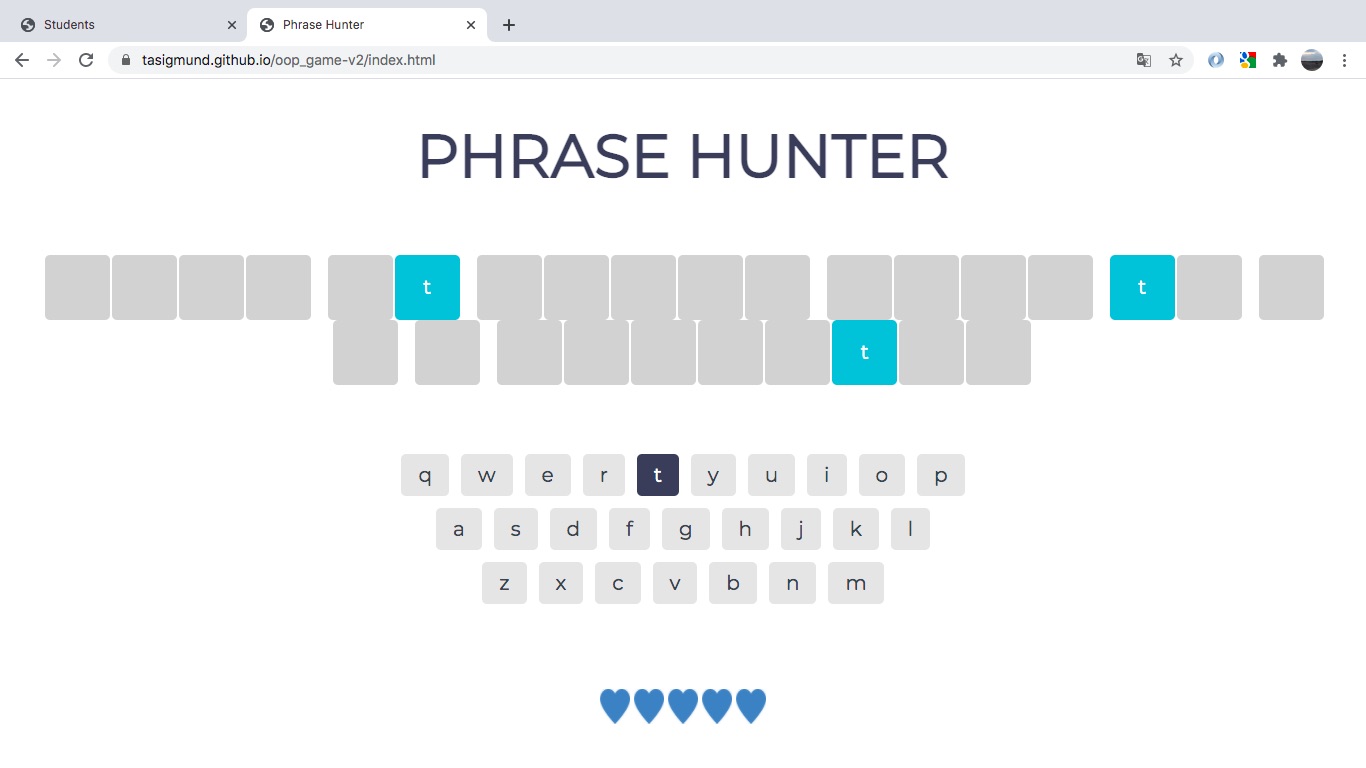 Students
Phrase Hunter
tasigmund.github.io/oop_game-v2/index.html
PHRASE HUNTER
t t
t
q w e r t y u i o p
a s d f g h j k l
z x c v b n m